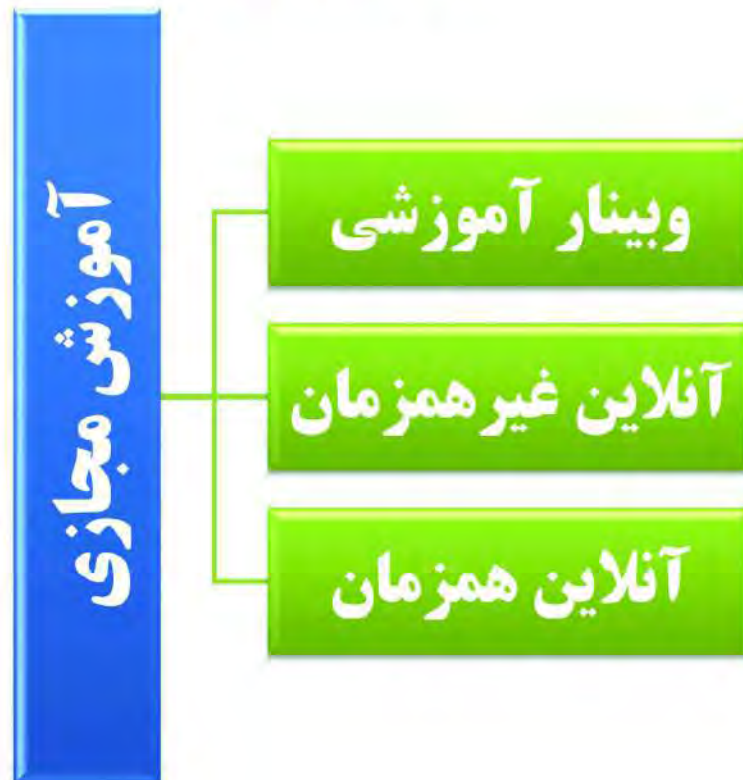 آموزش مجازی
وبینار آموزشی
آنلاین غیرهمزمان
آنلاین همزمان